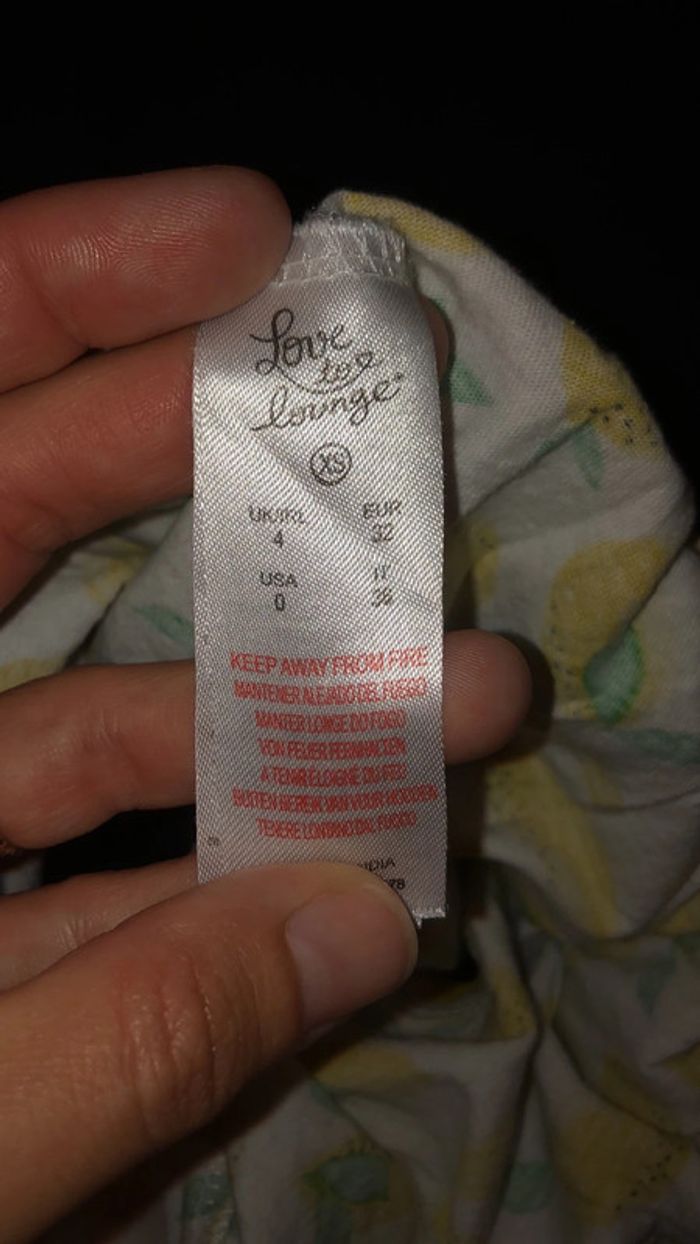 Love
to
lounge
XS
UK/IRL EUR
4 32
USA IT
0 36
KEEP AWAY FROM FIRE
MANTENER ALEJADO DEL FUEGO
MANTER LONGE DO FOGO
VON FEUER FERNHALTEN
A TENIR ELOIGNE DU FEU
BUITEN BEREIK VAN VUUR HOUDEN
TENERE LONTANO DAL FUOCO
78